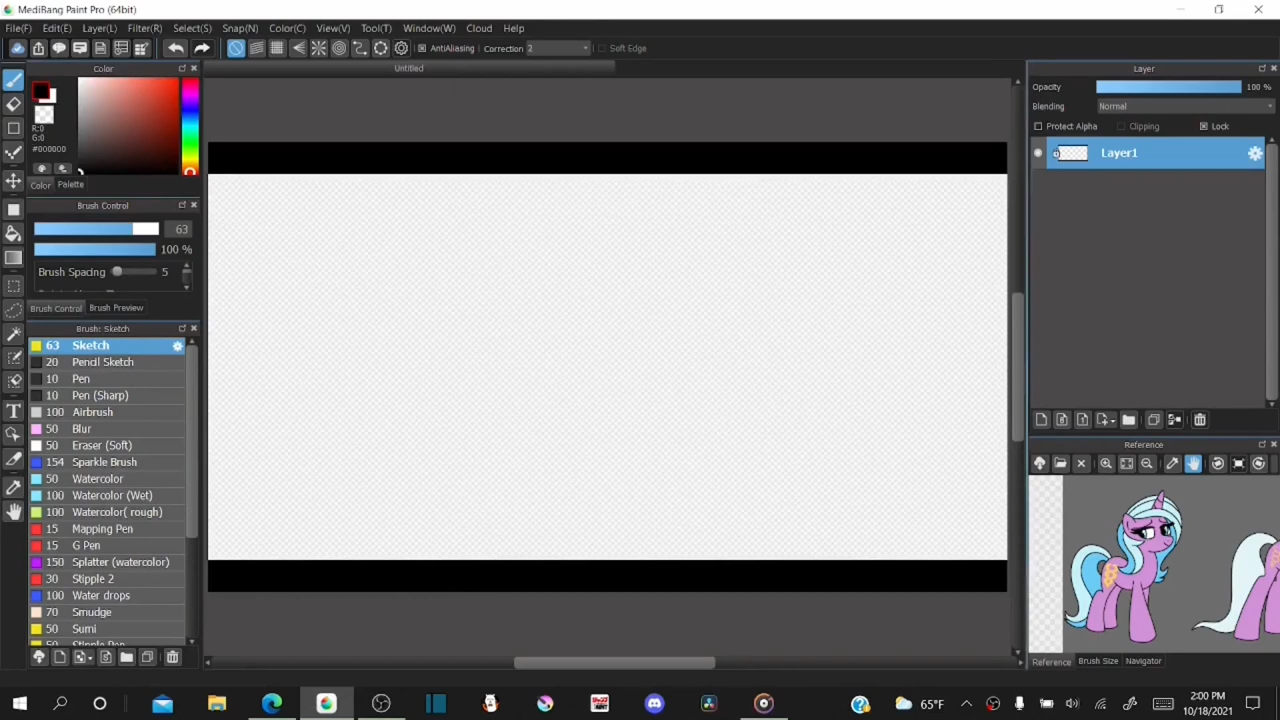 MediBang Paint Pro (64bit)
File(F) Edit(E) Layer(L) Filter(R) Select(S) Snap(N) Color(C) View(V) Tool(T) Window(W) Cloud Help
AntiAliasing Correction 2 Soft Edge
Color
R:0
G:0
#000000
Color Palette
Brush Control
63
100 %
Brush Spacing 5
Brush Control Brush Preview
Brush: Sketch
63 Sketch
20 Pencil Sketch
10 Pen
10 Pen (Sharp)
100 Airbrush
50 Blur
50 Eraser (Soft)
154 Sparkle Brush
50 Watercolor
100 Watercolor (Wet)
100 Watercolor( rough)
15 Mapping Pen
15 G Pen
150 Splatter (watercolor)
30 Stipple 2
100 Water drops
70 Smudge
50 Sumi
50 Stipple Pen
Untitled
Layer
Opacity 100 %
Blending Normal
Protect Alpha Clipping Lock
Layer1
Reference
Reference Brush Size Navigator
65°F
2:00 PM
10/18/2021